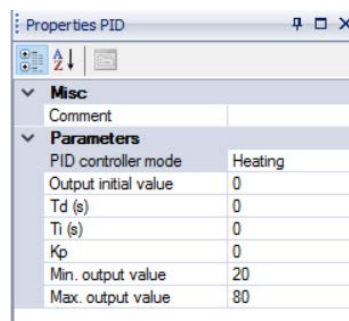 Properties PID
Misc
Comment
Parameters
PID controller mode Heating
Output initial value 0
Td (s) 0
Ti (s) 0
Kp 0
Min. output value 20
Max. output value 80